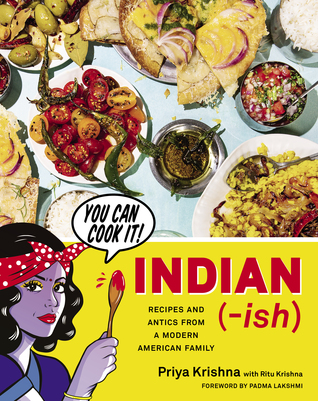 YOU CAN
COOK IT!
INDIAN
(-ish)
RECIPES AND
ANTICS FROM
A MODERN
AMERICAN FAMILY
Priya Krishna with Ritu Krishna
FOREWORD BY PADMA LAKSHMI